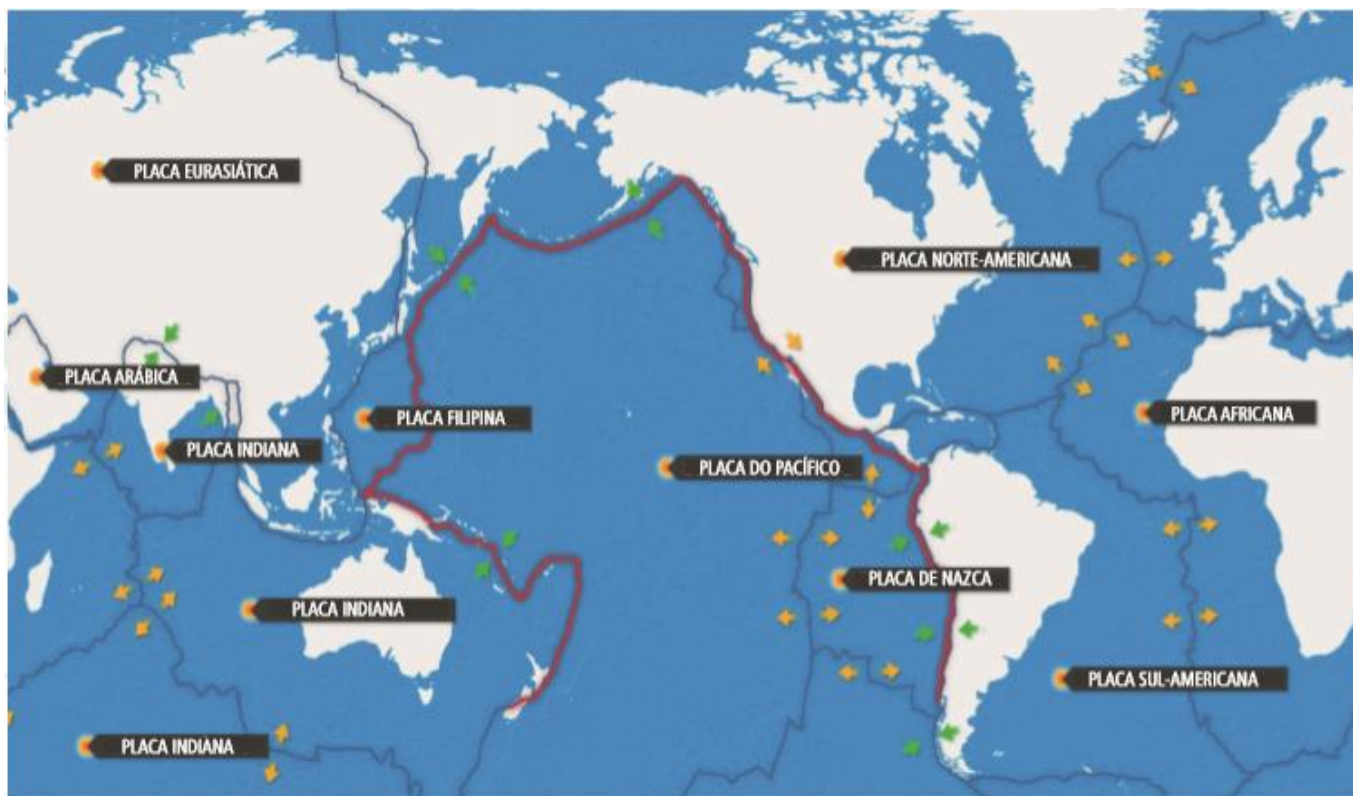 PLACA EURASIÁTICA
PLACA NORTE-AMERICANA
PLACA ARÁBICA
PLACA FILIPINA
PLACA AFRICANA
PLACA INDIANA
PLACA DO PACÍFICO
PLACA DE NAZCA
PLACA INDIANA
PLACA SUL-AMERICANA
PLACA INDIANA